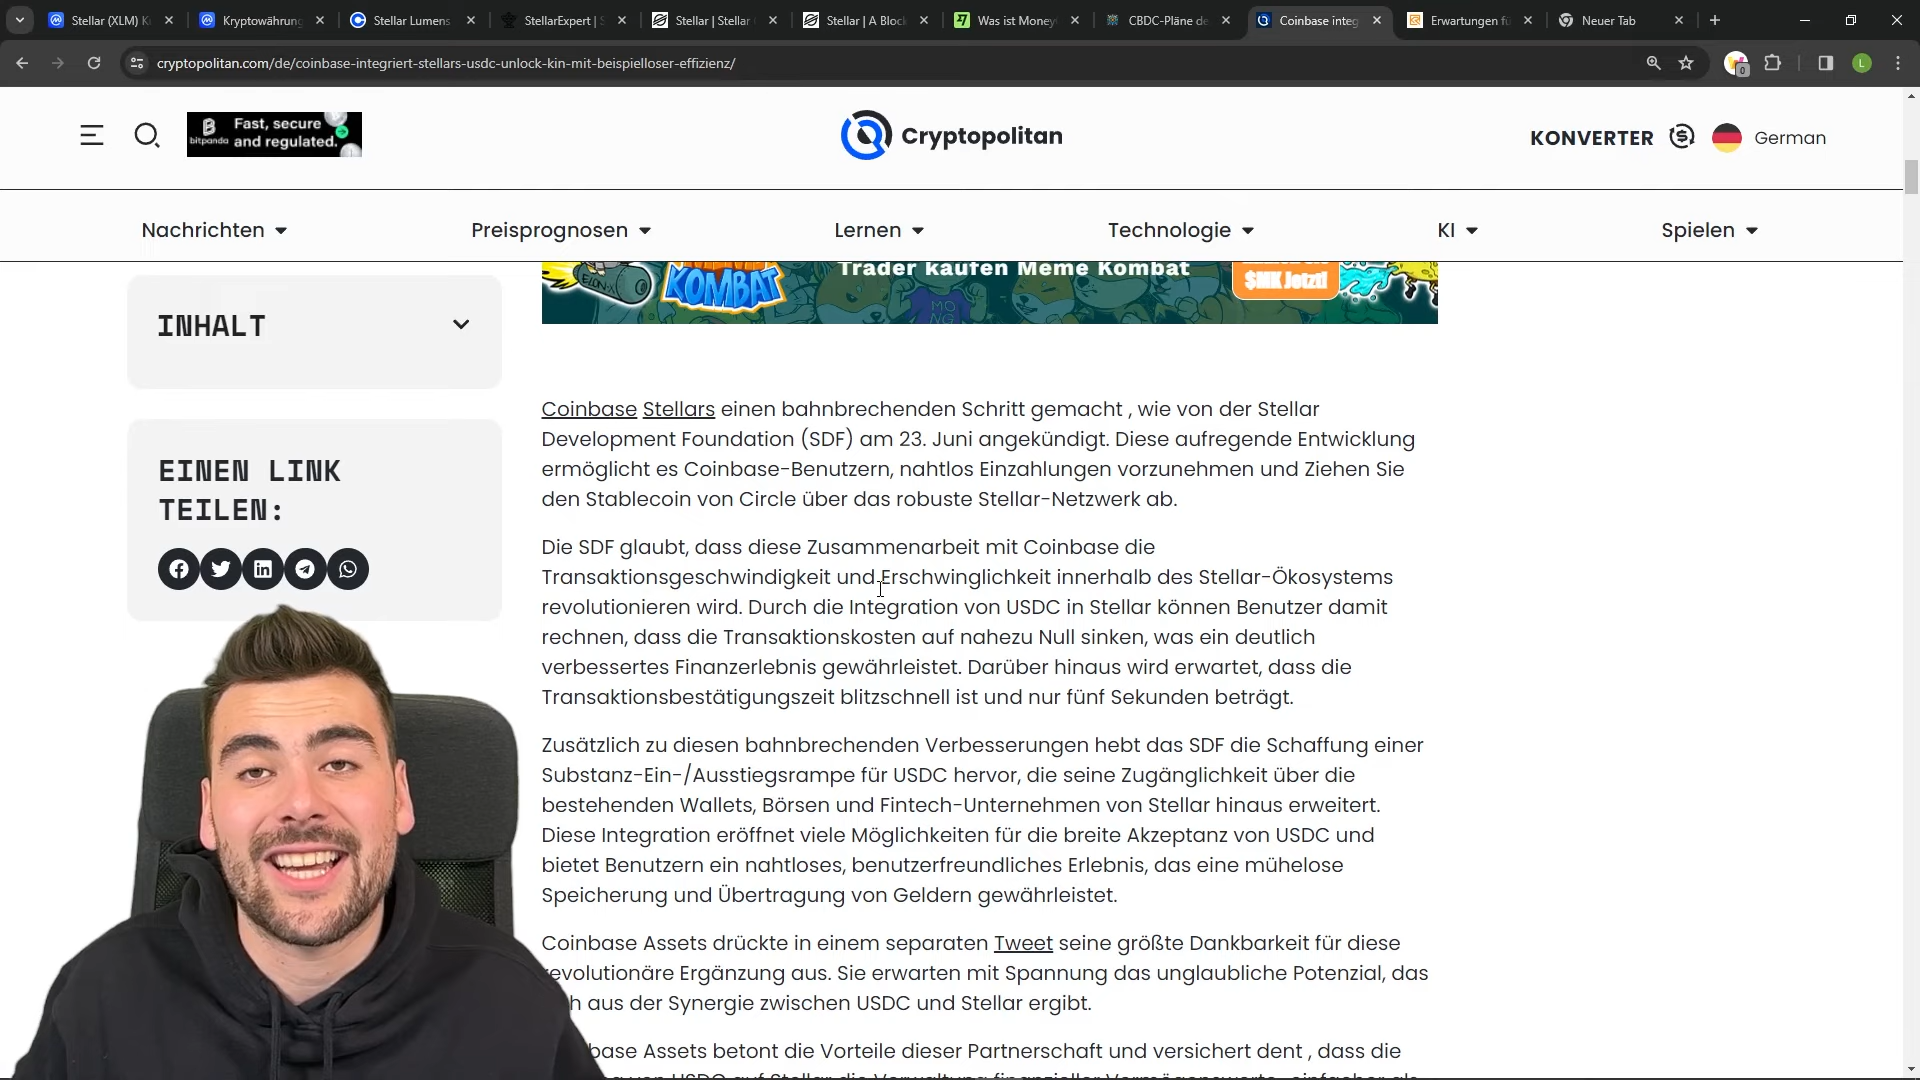 Stellar (XLM) K
Kryptowährung
Stellar Lumens
StellarExpert | S
Stellar | Stellar
Stellar | A Bloc
Was ist Money
CBDC-Pläne de
Coinbase integ
Erwartungen fü
Neuer Tab
cryptopolitan.com/de/coinbase-integriert-stellars-usdc-unlock-kin-mit-beispielloser-effizienz/
0
L
bitpanda
Fast, secure
and regulated.
Cryptopolitan
KONVERTER
German
Nachrichten
Preisprognosen
Lernen
Technologie
KI
Spielen
KOMBAT
Trader kaufen Meme Kombat
$MK Jetzt!
INHALT
EINEN LINK
TEILEN:
Coinbase Stellars einen bahnbrechenden Schritt gemacht , wie von der Stellar
Development Foundation (SDF) am 23. Juni angekündigt. Diese aufregende Entwicklung
ermöglicht es Coinbase-Benutzern, nahtlos Einzahlungen vorzunehmen und Ziehen Sie
den Stablecoin von Circle über das robuste Stellar-Netzwerk ab.
Die SDF glaubt, dass diese Zusammenarbeit mit Coinbase die
Transaktionsgeschwindigkeit und Erschwinglichkeit innerhalb des Stellar-Ökosystems
revolutionieren wird. Durch die Integration von USDC in Stellar können Benutzer damit
rechnen, dass die Transaktionskosten auf nahezu Null sinken, was ein deutlich
verbessertes Finanzerlebnis gewährleistet. Darüber hinaus wird erwartet, dass die
Transaktionsbestätigungszeit blitzschnell ist und nur fünf Sekunden beträgt.
Zusätzlich zu diesen bahnbrechenden Verbesserungen hebt das SDF die Schaffung einer
Substanz-Ein-/Ausstiegsrampe für USDC hervor, die seine Zugänglichkeit über die
bestehenden Wallets, Börsen und Fintech-Unternehmen von Stellar hinaus erweitert.
Diese Integration eröffnet viele Möglichkeiten für die breite Akzeptanz von USDC und
bietet Benutzern ein nahtloses, benutzerfreundliches Erlebnis, das eine mühelose
Speicherung und Übertragung von Geldern gewährleistet.
Coinbase Assets drückte in einem separaten Tweet seine größte Dankbarkeit für diese
evolutionäre Ergänzung aus. Sie erwarten mit Spannung das unglaubliche Potenzial, das
h aus der Synergie zwischen USDC und Stellar ergibt.
base Assets betont die Vorteile dieser Partnerschaft und versichert dent , dass die